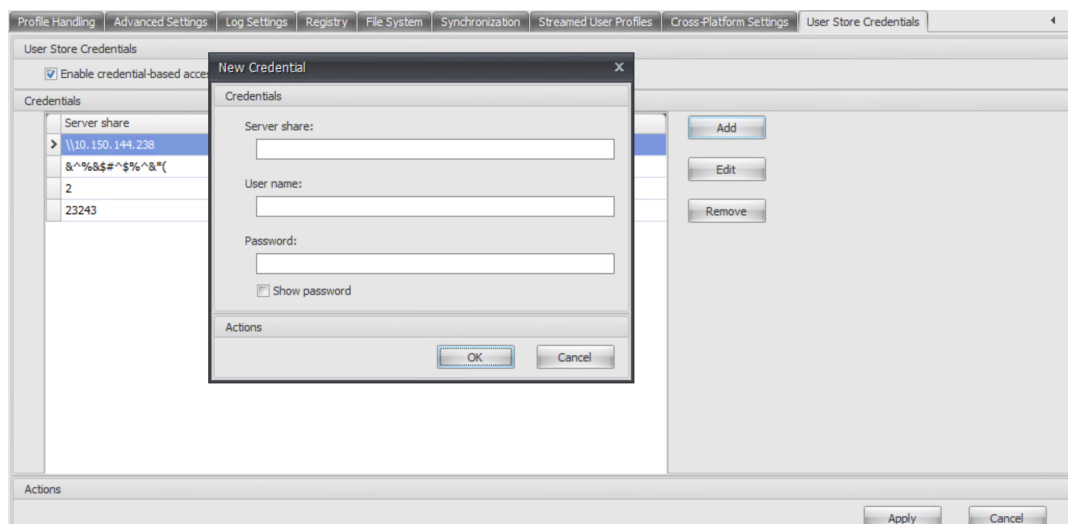 Profile Handling Advanced Settings Log Settings Registry File System Synchronization Streamed User Profiles Cross-Platform Settings User Store Credentials
User Store Credentials
Enable credential-based
Credentials
Server share
\\10.150.144.238
&^%&$#^$%^&*(
2
23243
New Credential
x
Credentials
Server share:
User name:
Password:
Show password
Actions
OK Cancel
Add
Edit
Remove
Actions
Apply Cancel